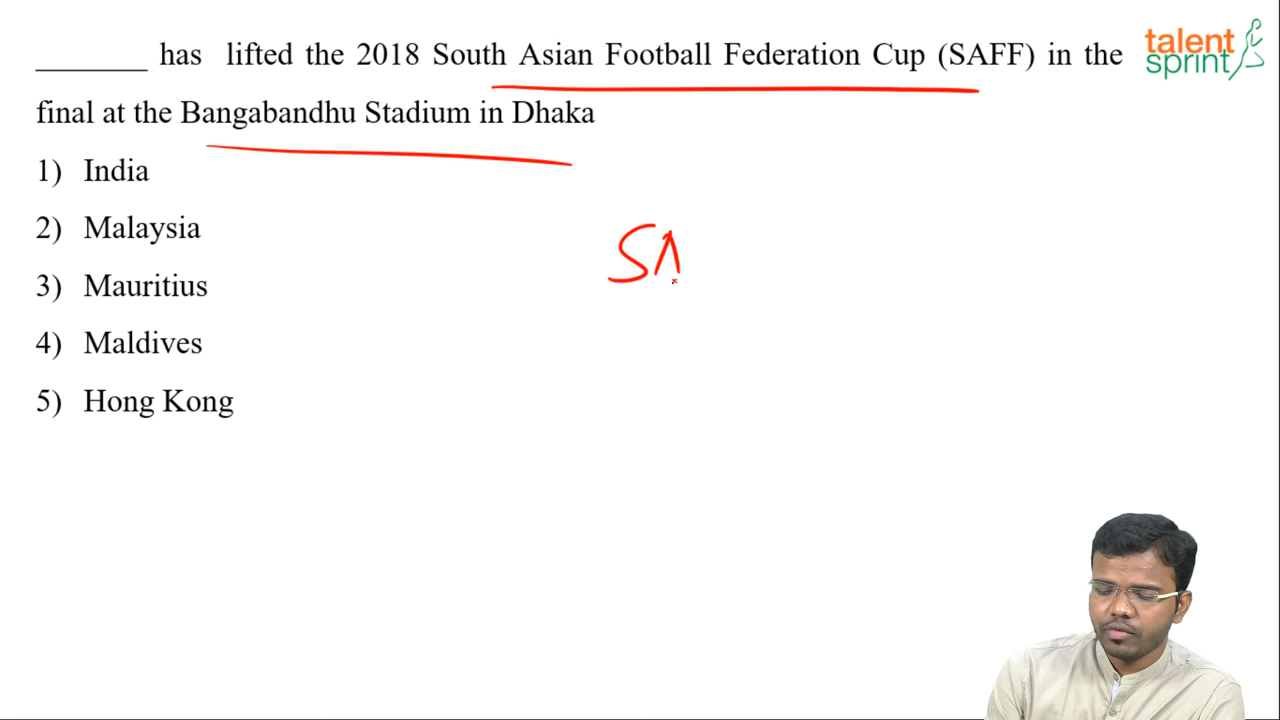 ________ has lifted the 2018 South Asian Football Federation Cup (SAFF) in the
final at the Bangabandhu Stadium in Dhaka
1) India
2) Malaysia
3) Mauritius
4) Maldives
5) Hong Kong
SA
talent
sprint